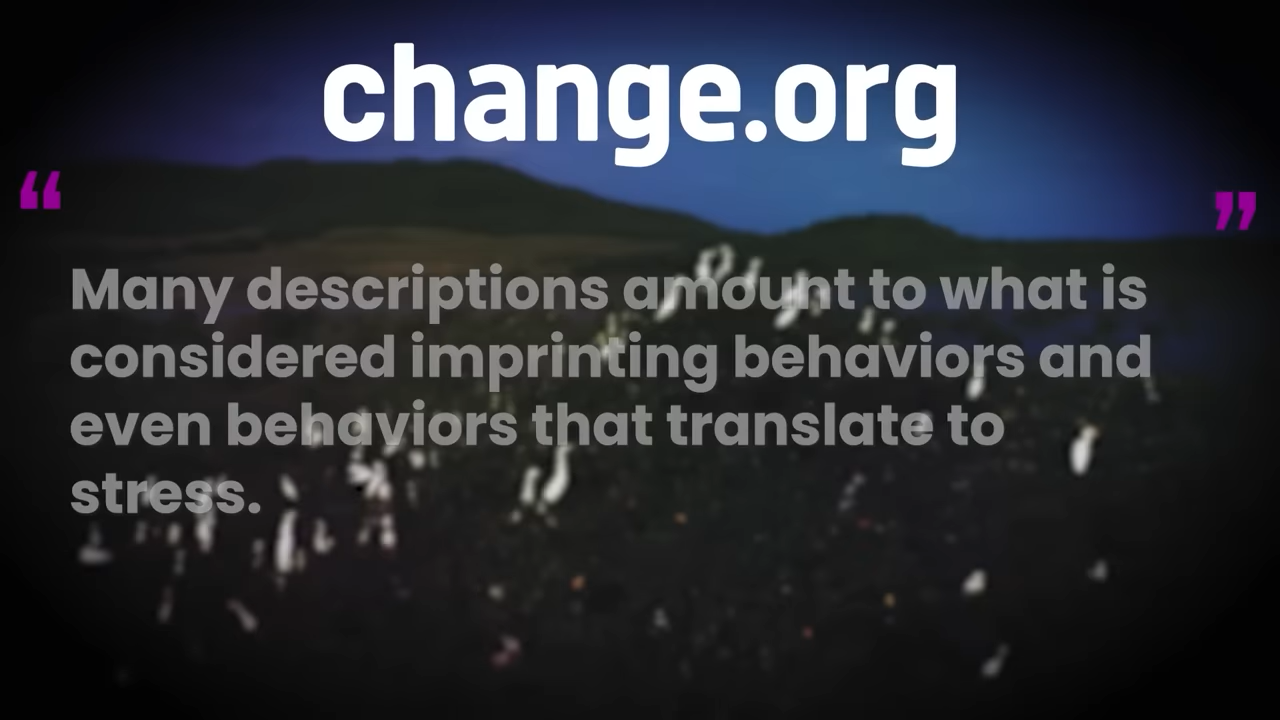 change.org
“ ”
Many descriptions amount to what is
considered imprinting behaviors and
even behaviors that translate to
stress.